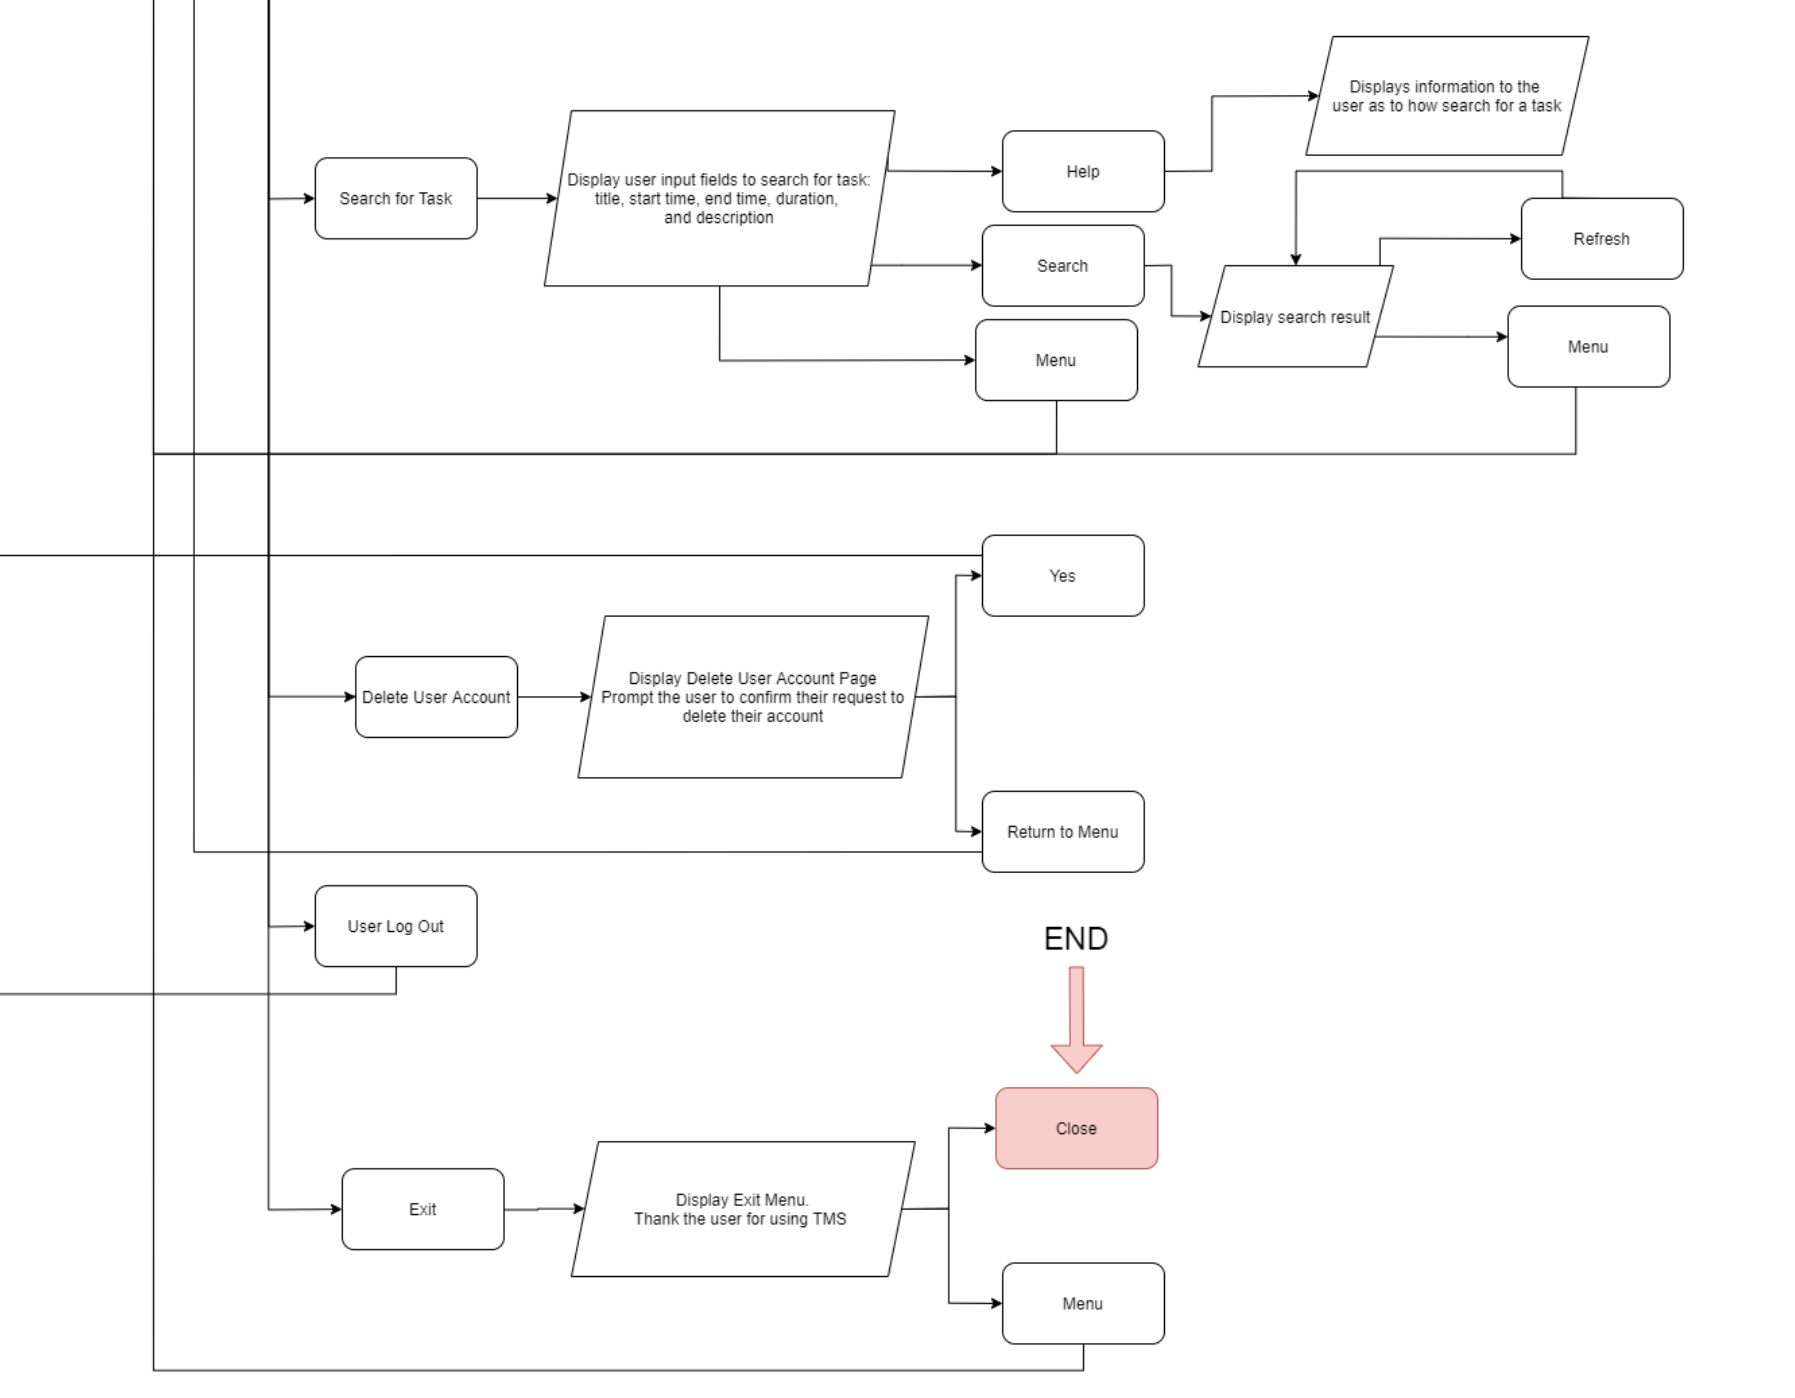 Displays information to the
user as to how search for a task
Help
Search for Task
Display user input fields to search for task:
title, start time, end time, duration,
and description
Refresh
Search
Display search result
Menu
Menu
Yes
Delete User Account
Display Delete User Account Page
Prompt the user to confirm their request to
delete their account
Return to Menu
User Log Out
END
Close
Exit
Display Exit Menu.
Thank the user for using TMS
Menu